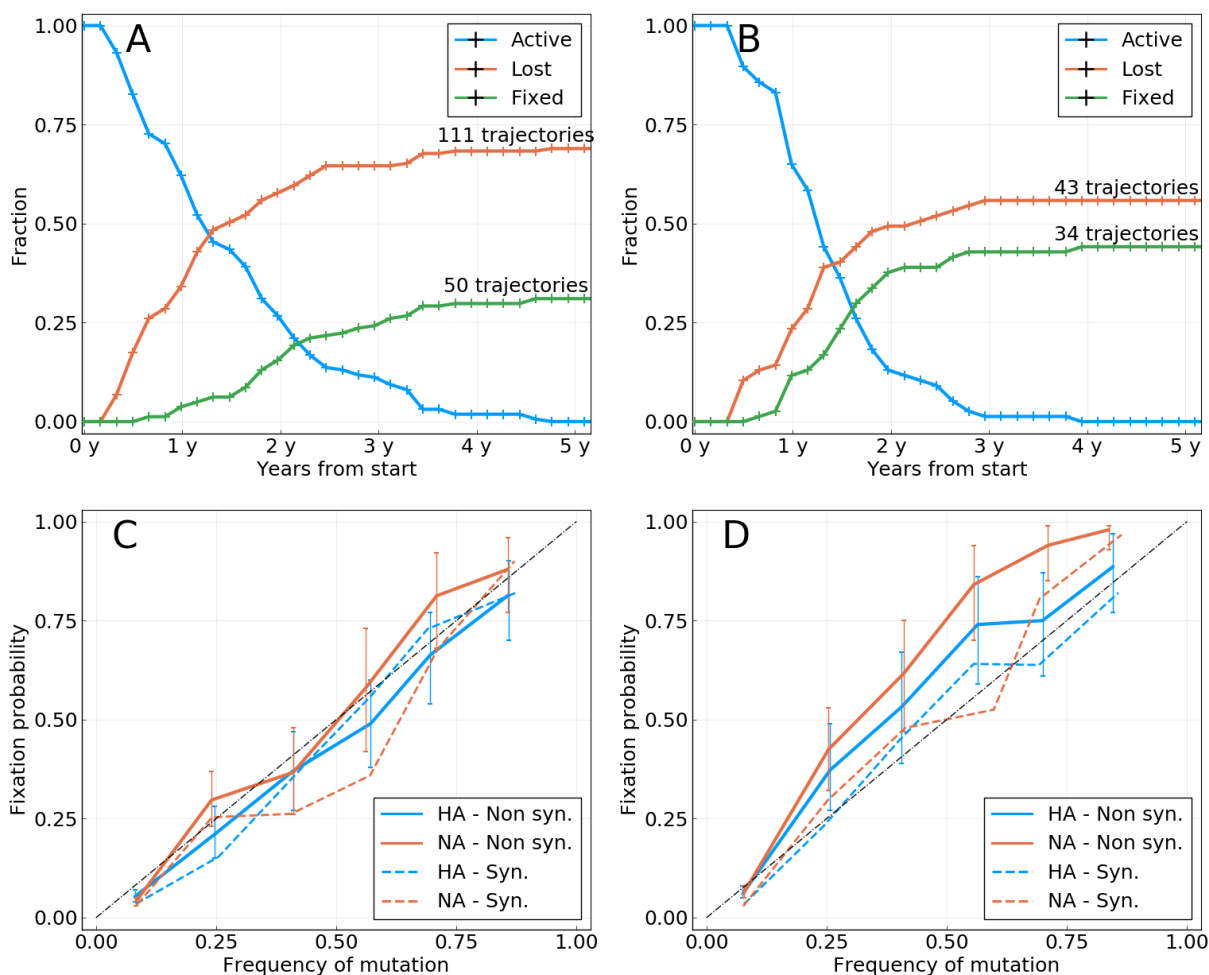 A
Active
Lost
Fixed
111 trajectories
50 trajectories
1.00
0.75
0.50
0.25
0.00
Fraction
0 y 1 y 2 y 3 y 4 y 5 y
Years from start
B
Active
Lost
Fixed
43 trajectories
34 trajectories
1.00
0.75
0.50
0.25
0.00
Fraction
0 y 1 y 2 y 3 y 4 y 5 y
Years from start
C
1.00
0.75
0.50
0.25
0.00
Fixation probability
HA - Non syn.
NA - Non syn.
HA - Syn.
NA - Syn.
0.00 0.25 0.50 0.75 1.00
Frequency of mutation
D
1.00
0.75
0.50
0.25
0.00
Fixation probability
HA - Non syn.
NA - Non syn.
HA - Syn.
NA - Syn.
0.00 0.25 0.50 0.75 1.00
Frequency of mutation